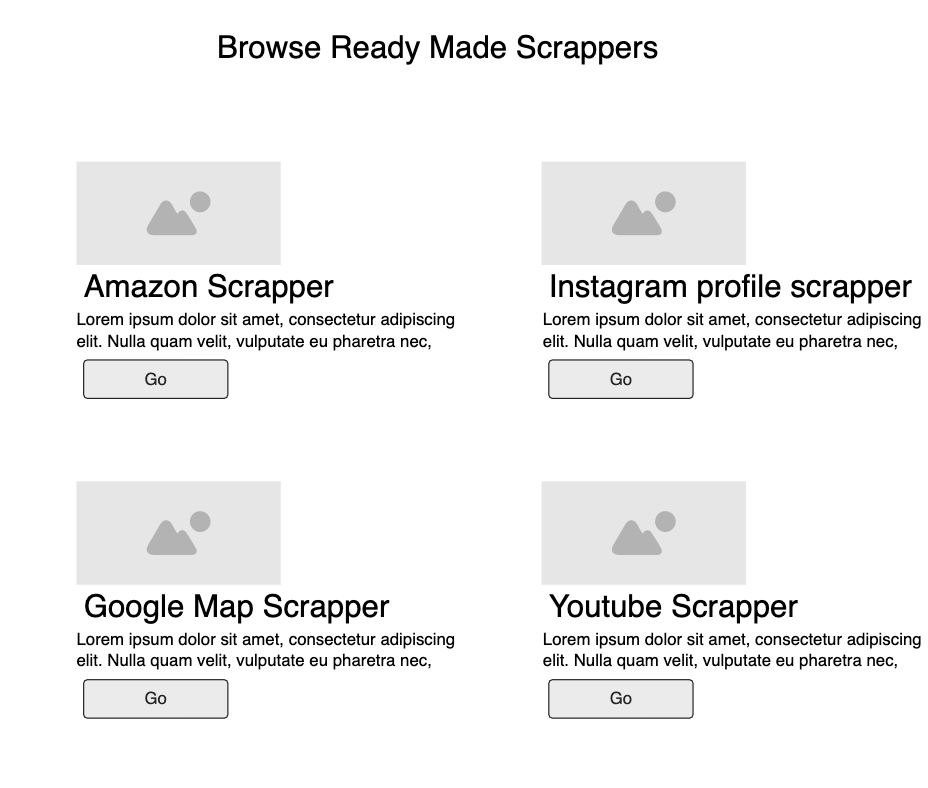 Browse Ready Made Scrappers
Amazon Scrapper
Lorem ipsum dolor sit amet, consectetur adipiscing
elit. Nulla quam velit, vulputate eu pharetra nec,
Go
Instagram profile scrapper
Lorem ipsum dolor sit amet, consectetur adipiscing
elit. Nulla quam velit, vulputate eu pharetra nec,
Go
Google Map Scrapper
Lorem ipsum dolor sit amet, consectetur adipiscing
elit. Nulla quam velit, vulputate eu pharetra nec,
Go
Youtube Scrapper
Lorem ipsum dolor sit amet, consectetur adipiscing
elit. Nulla quam velit, vulputate eu pharetra nec,
Go